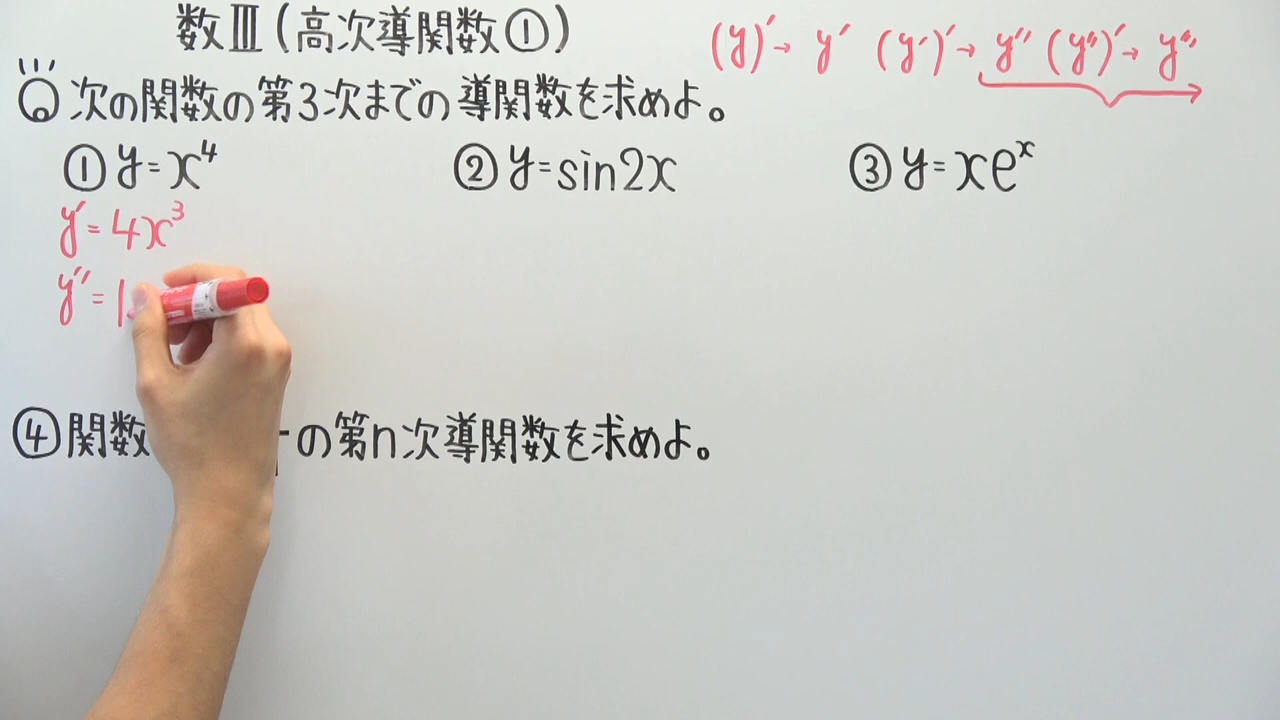 数Ⅲ(高次導関数①)
(y)′→ y′ (y′)′→ y″ (y″)′→ y‴
Q 次の関数の第3次までの導関数を求めよ。
① y=x⁴ ② y=sin2x ③ y=xeˣ
y′=4x³
y″=1
④ 関数 の第n次導関数を求めよ。